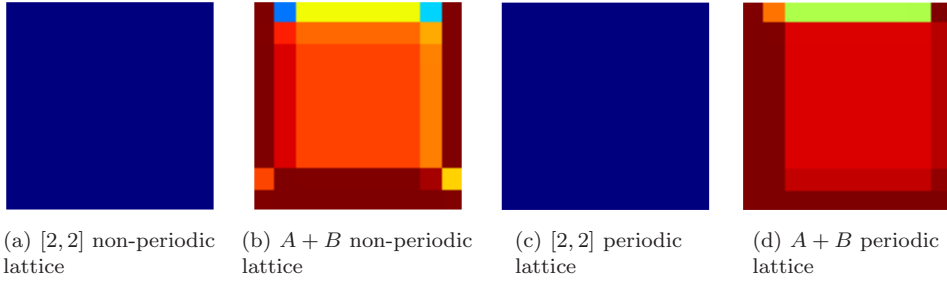 (a) [2, 2] non-periodic
lattice
(b) A + B non-periodic
lattice
(c) [2, 2] periodic
lattice
(d) A + B periodic
lattice